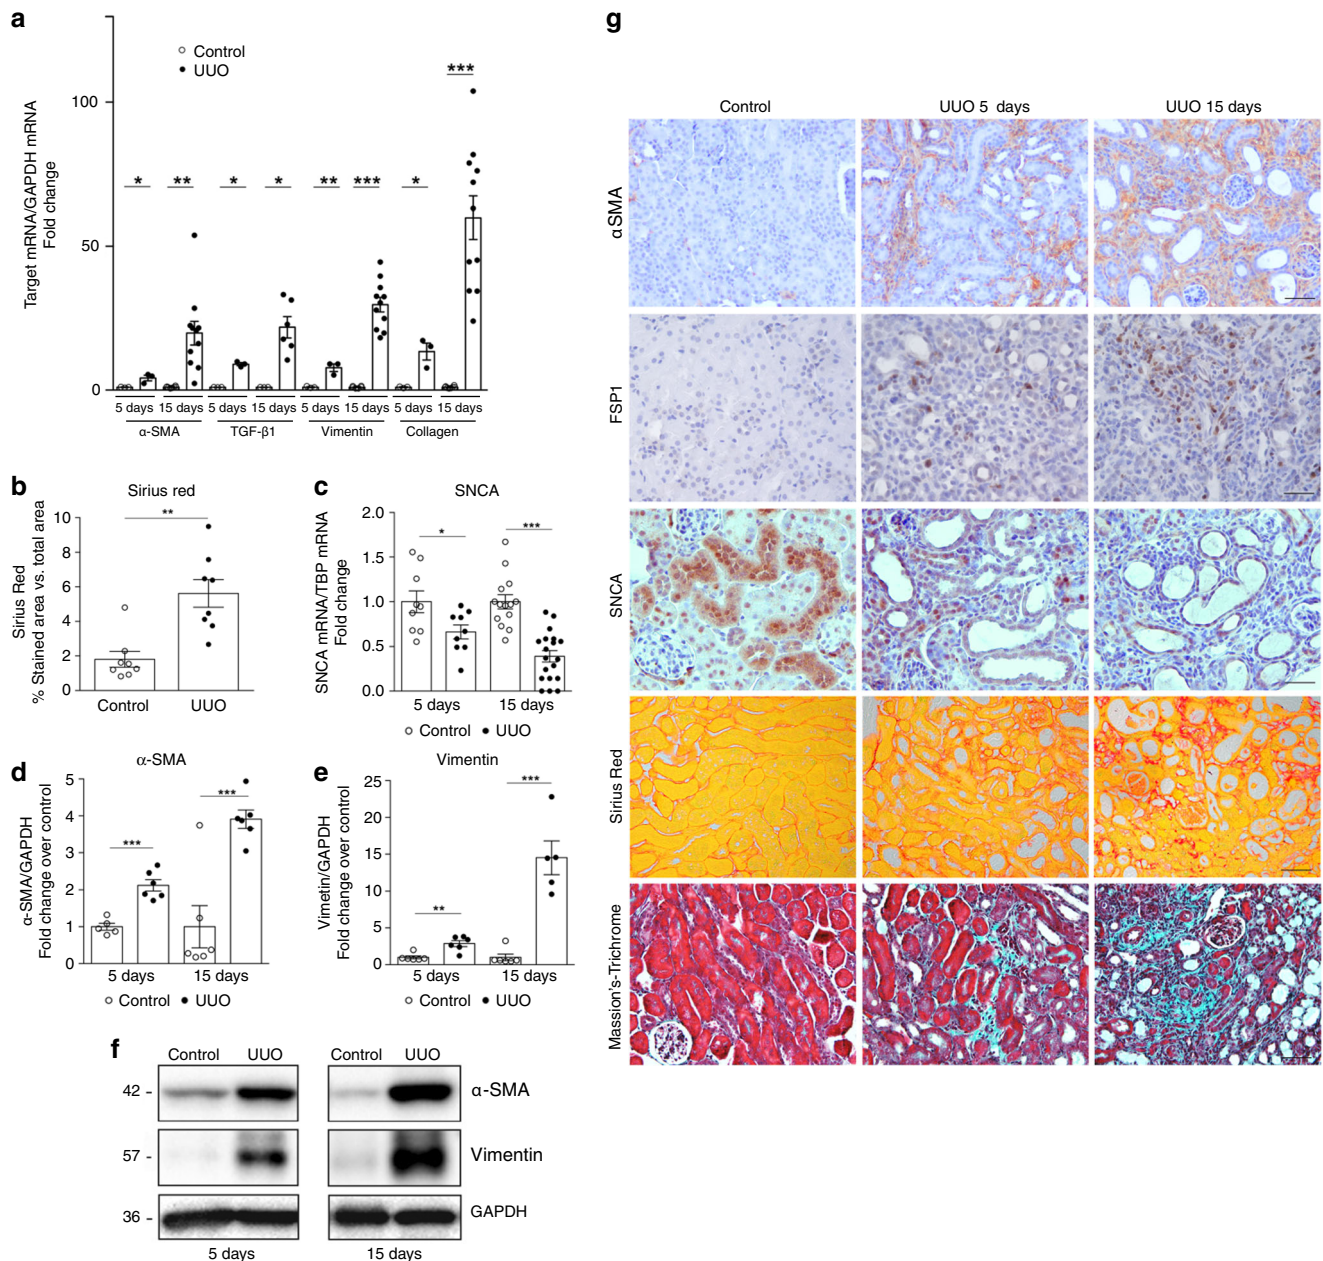 a
Control
UUO
Target mRNA/GAPDH mRNA
Fold change
100
50
0
*
**
*
*
**
***
*
***
5 days
15 days
5 days
15 days
5 days
15 days
5 days
15 days
α-SMA
TGF-β1
Vimentin
Collagen
b
Sirius red
Sirius Red
% Stained area vs. total area
10
8
6
4
2
0
**
Control
UUO
c
SNCA
SNCA mRNA/TBP mRNA
Fold change
2.0
1.5
1.0
0.5
0.0
*
***
5 days
15 days
Control
UUO
d
α-SMA
α-SMA/GAPDH
Fold change over control
5
4
3
2
1
0
***
***
5 days
15 days
Control
UUO
e
Vimentin
Vimetin/GAPDH
Fold change over control
25
20
15
10
5
0
**
***
5 days
15 days
Control
UUO
f
Control
UUO
Control
UUO
42 -
α-SMA
57 -
Vimentin
36 -
GAPDH
5 days
15 days
g
Control
UUO 5 days
UUO 15 days
αSMA
FSP1
SNCA
Sirius Red
Massion's-Trichrome